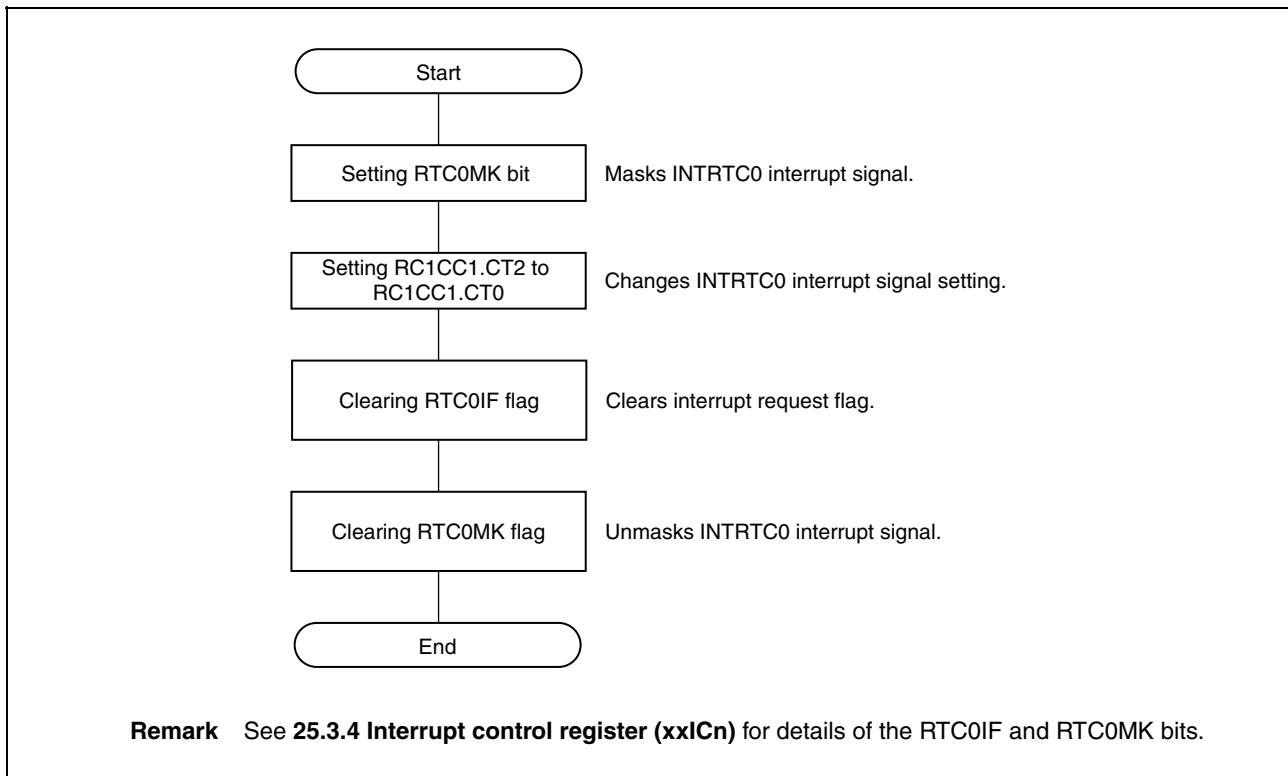 Start
Setting RTC0MK bit
Masks INTRTC0 interrupt signal.
Setting RC1CC1.CT2 to
RC1CC1.CT0
Changes INTRTC0 interrupt signal setting.
Clearing RTC0IF flag
Clears interrupt request flag.
Clearing RTC0MK flag
Unmasks INTRTC0 interrupt signal.
End
Remark See 25.3.4 Interrupt control register (xxICn) for details of the RTC0IF and RTC0MK bits.